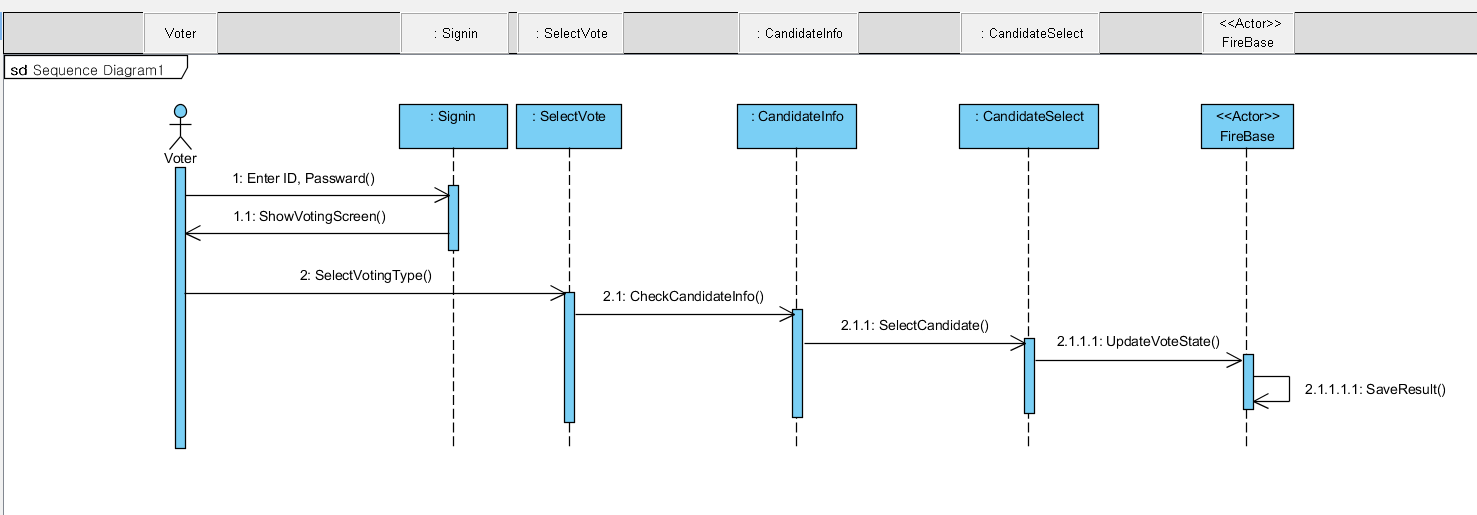 Voter
: Signin
: SelectVote
: CandidateInfo
: CandidateSelect
<<Actor>>
FireBase
sd Sequence Diagram1
Voter
: Signin
: SelectVote
: CandidateInfo
: CandidateSelect
<<Actor>>
FireBase
1: Enter ID, Passward()
1.1: ShowVotingScreen()
2: SelectVotingType()
2.1: CheckCandidateInfo()
2.1.1: SelectCandidate()
2.1.1.1: UpdateVoteState()
2.1.1.1.1: SaveResult()